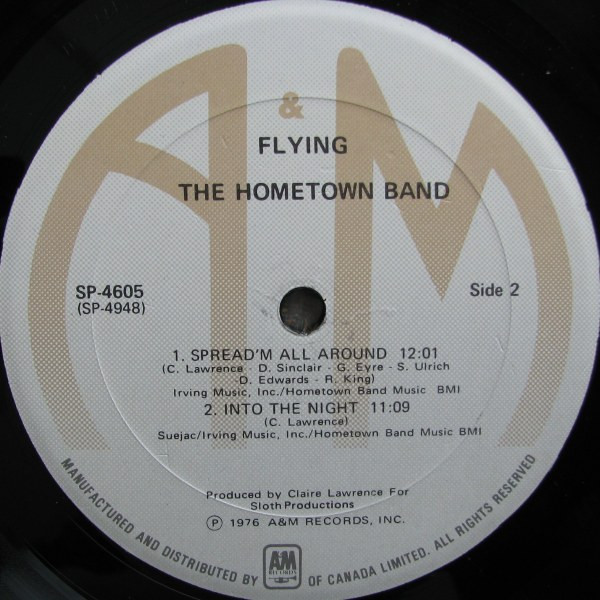 A&M
FLYING
THE HOMETOWN BAND
SP-4605
(SP-4948)
Side 2
1. SPREAD'M ALL AROUND 12:01
(C. Lawrence - D. Sinclair - G. Eyre - S. Ulrich
-D. Edwards - R. King)
Irving Music, Inc./Hometown Band Music BMI
2. INTO THE NIGHT 11:09
(C. Lawrence)
Suejac/Irving Music, Inc./Hometown Band Music BMI
Produced by Claire Lawrence For
Sloth Productions
℗ 1976 A&M RECORDS, INC.
MANUFACTURED AND DISTRIBUTED BY A&M RECORDS OF CANADA LIMITED. ALL RIGHTS RESERVED